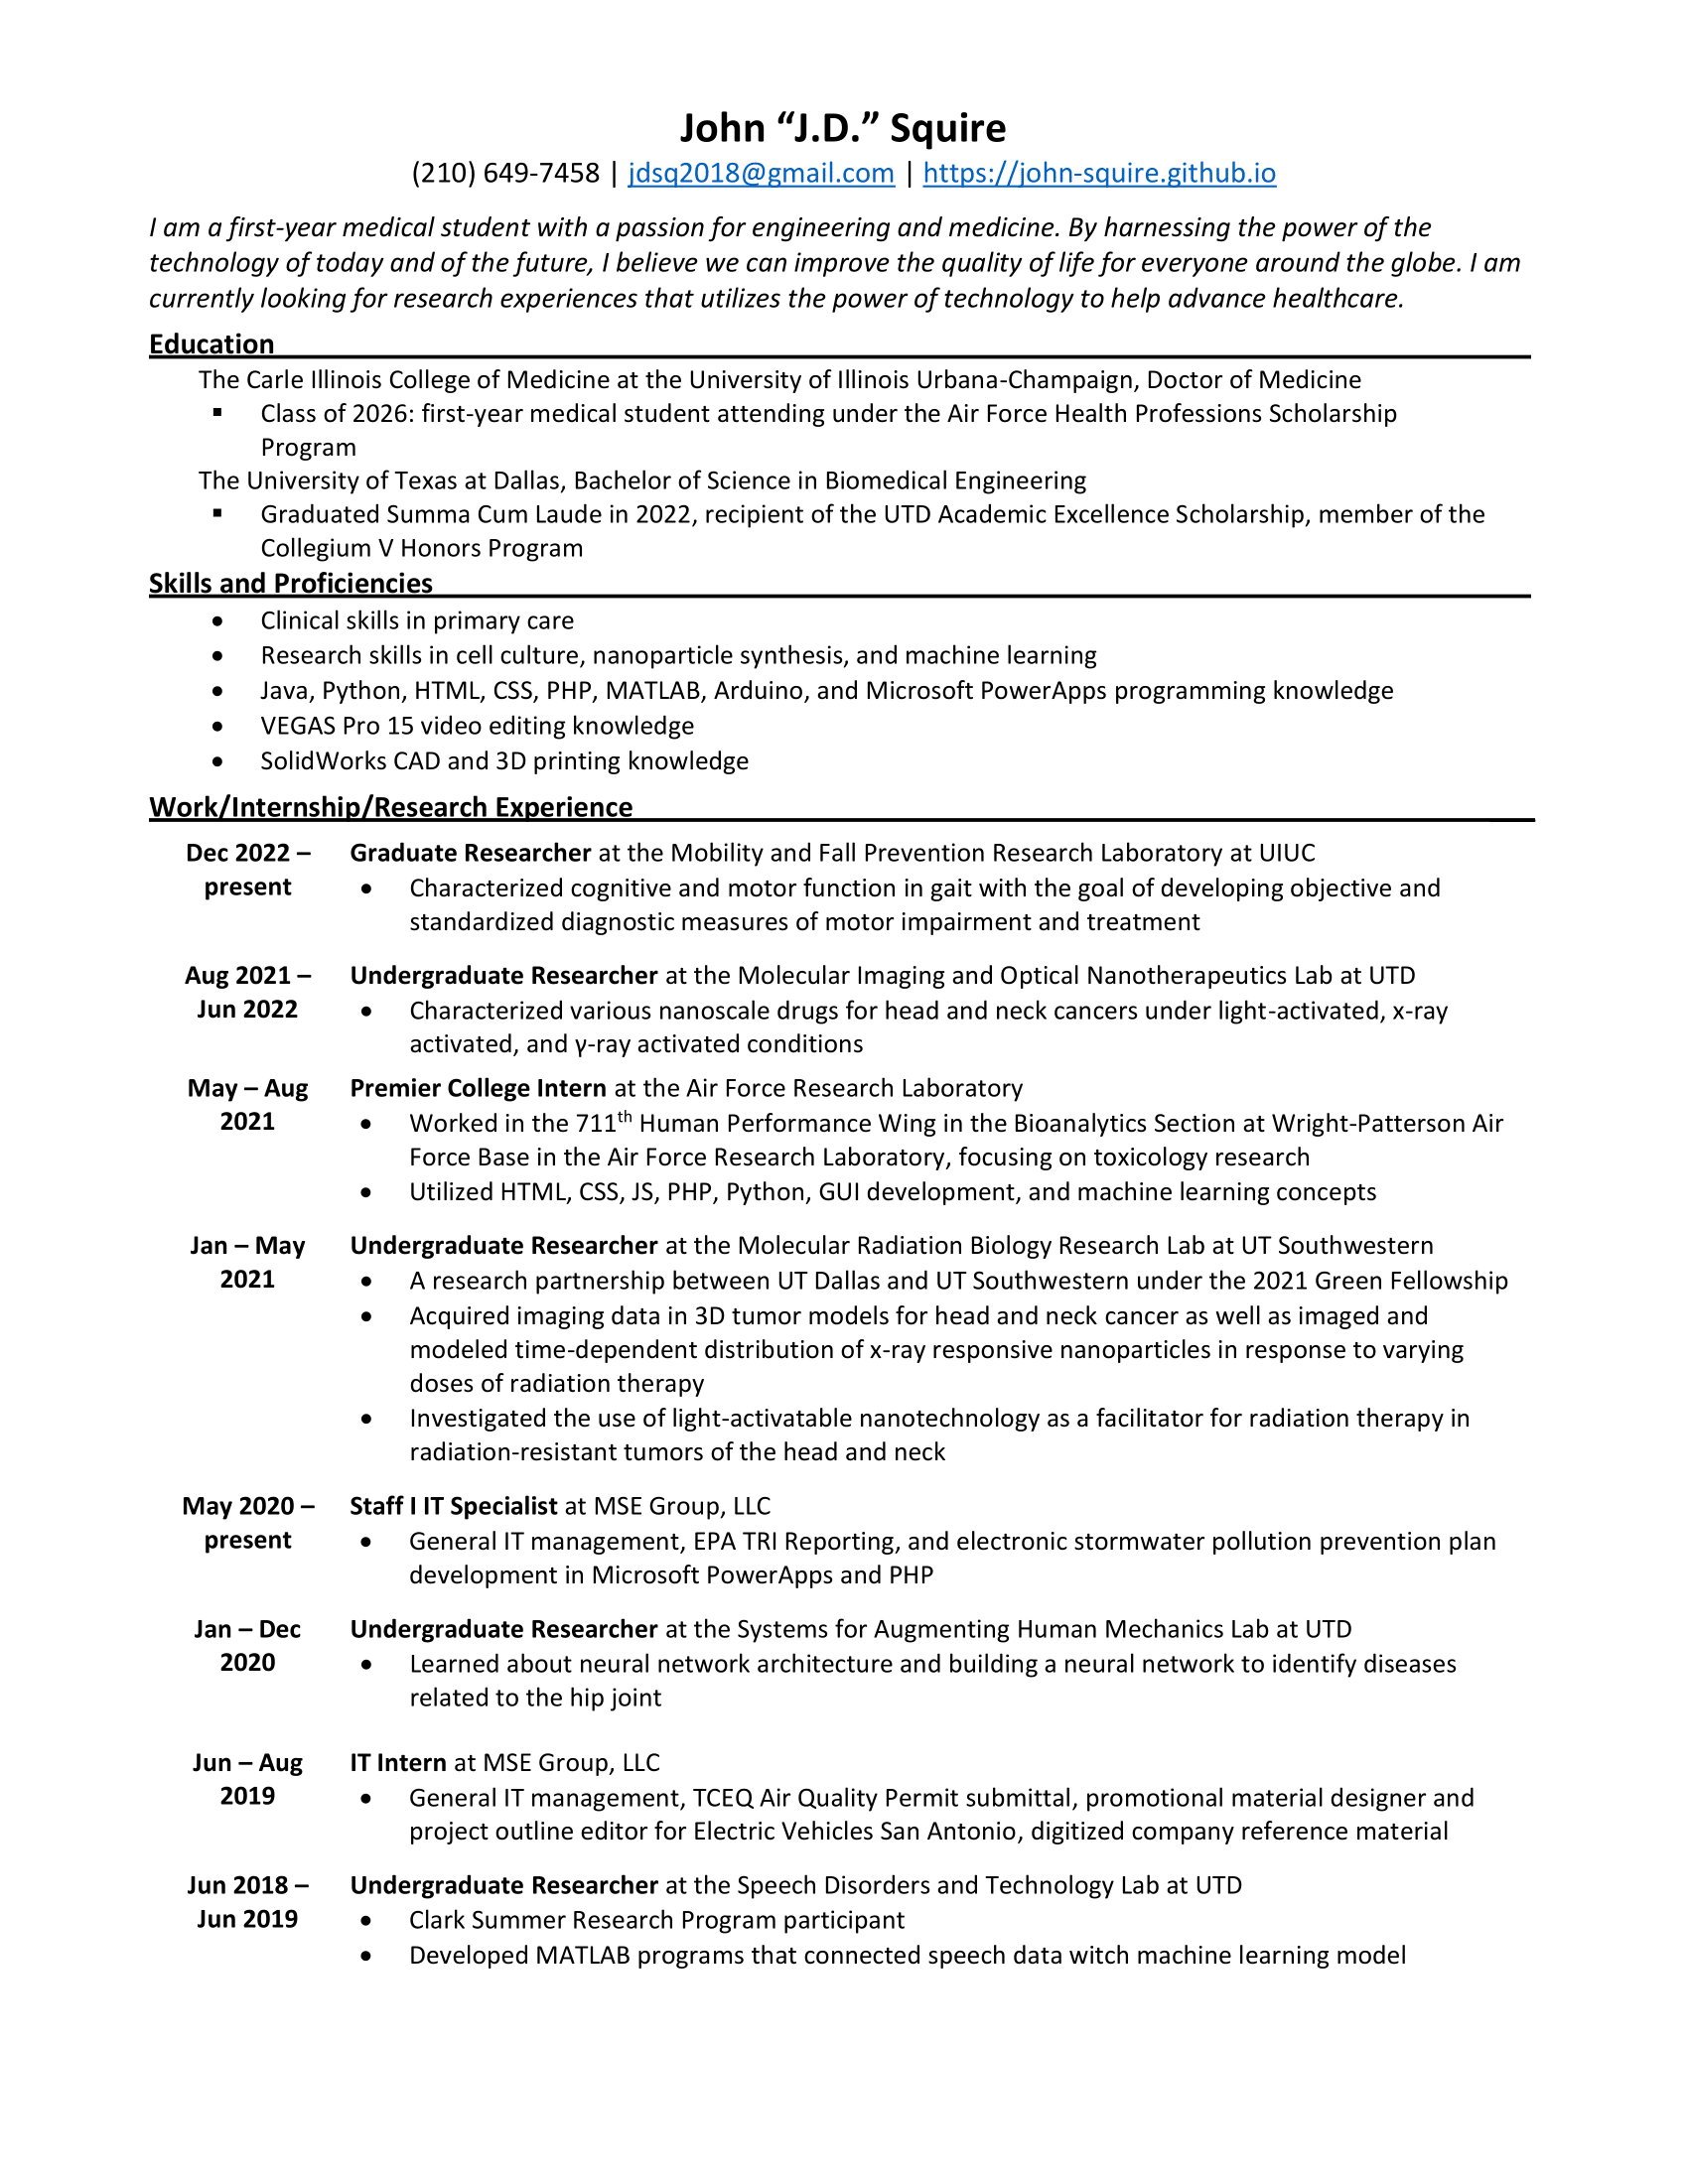 John “J.D.” Squire
(210) 649-7458 | jdsq2018@gmail.com | https://john-squire.github.io
I am a first-year medical student with a passion for engineering and medicine. By harnessing the power of the
technology of today and of the future, I believe we can improve the quality of life for everyone around the globe. I am
currently looking for research experiences that utilizes the power of technology to help advance healthcare.
Education
The Carle Illinois College of Medicine at the University of Illinois Urbana-Champaign, Doctor of Medicine
▪ Class of 2026: first-year medical student attending under the Air Force Health Professions Scholarship
Program
The University of Texas at Dallas, Bachelor of Science in Biomedical Engineering
▪ Graduated Summa Cum Laude in 2022, recipient of the UTD Academic Excellence Scholarship, member of the
Collegium V Honors Program
Skills and Proficiencies
• Clinical skills in primary care
• Research skills in cell culture, nanoparticle synthesis, and machine learning
• Java, Python, HTML, CSS, PHP, MATLAB, Arduino, and Microsoft PowerApps programming knowledge
• VEGAS Pro 15 video editing knowledge
• SolidWorks CAD and 3D printing knowledge
Work/Internship/Research Experience
Dec 2022 – Graduate Researcher at the Mobility and Fall Prevention Research Laboratory at UIUC
present • Characterized cognitive and motor function in gait with the goal of developing objective and
standardized diagnostic measures of motor impairment and treatment
Aug 2021 – Undergraduate Researcher at the Molecular Imaging and Optical Nanotherapeutics Lab at UTD
Jun 2022 • Characterized various nanoscale drugs for head and neck cancers under light-activated, x-ray
activated, and γ-ray activated conditions
May – Aug Premier College Intern at the Air Force Research Laboratory
2021 • Worked in the 711th Human Performance Wing in the Bioanalytics Section at Wright-Patterson Air
Force Base in the Air Force Research Laboratory, focusing on toxicology research
• Utilized HTML, CSS, JS, PHP, Python, GUI development, and machine learning concepts
Jan – May Undergraduate Researcher at the Molecular Radiation Biology Research Lab at UT Southwestern
2021 • A research partnership between UT Dallas and UT Southwestern under the 2021 Green Fellowship
• Acquired imaging data in 3D tumor models for head and neck cancer as well as imaged and
modeled time-dependent distribution of x-ray responsive nanoparticles in response to varying
doses of radiation therapy
• Investigated the use of light-activatable nanotechnology as a facilitator for radiation therapy in
radiation-resistant tumors of the head and neck
May 2020 – Staff I IT Specialist at MSE Group, LLC
present • General IT management, EPA TRI Reporting, and electronic stormwater pollution prevention plan
development in Microsoft PowerApps and PHP
Jan – Dec Undergraduate Researcher at the Systems for Augmenting Human Mechanics Lab at UTD
2020 • Learned about neural network architecture and building a neural network to identify diseases
related to the hip joint
Jun – Aug IT Intern at MSE Group, LLC
2019 • General IT management, TCEQ Air Quality Permit submittal, promotional material designer and
project outline editor for Electric Vehicles San Antonio, digitized company reference material
Jun 2018 – Undergraduate Researcher at the Speech Disorders and Technology Lab at UTD
Jun 2019 • Clark Summer Research Program participant
• Developed MATLAB programs that connected speech data witch machine learning model